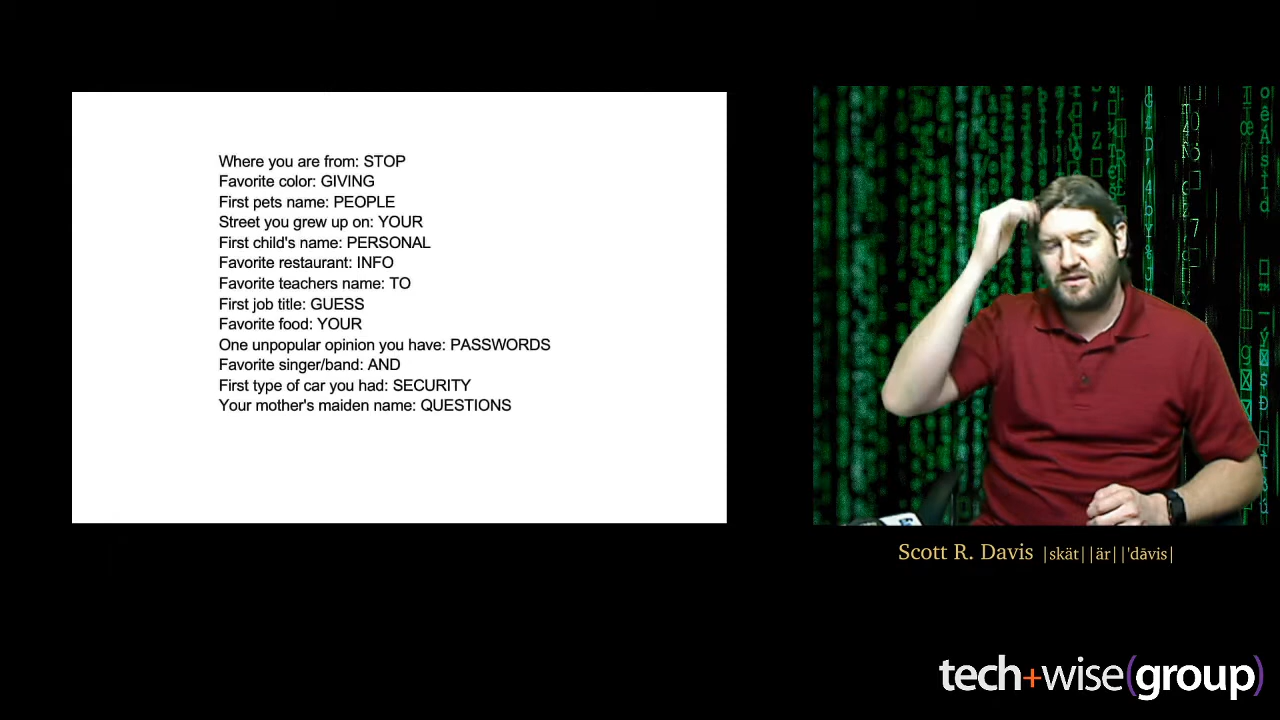 Where you are from: STOP
Favorite color: GIVING
First pets name: PEOPLE
Street you grew up on: YOUR
First child's name: PERSONAL
Favorite restaurant: INFO
Favorite teachers name: TO
First job title: GUESS
Favorite food: YOUR
One unpopular opinion you have: PASSWORDS
Favorite singer/band: AND
First type of car you had: SECURITY
Your mother's maiden name: QUESTIONS
Scott R. Davis |skät||är||'dāvis|
tech+wise(group)